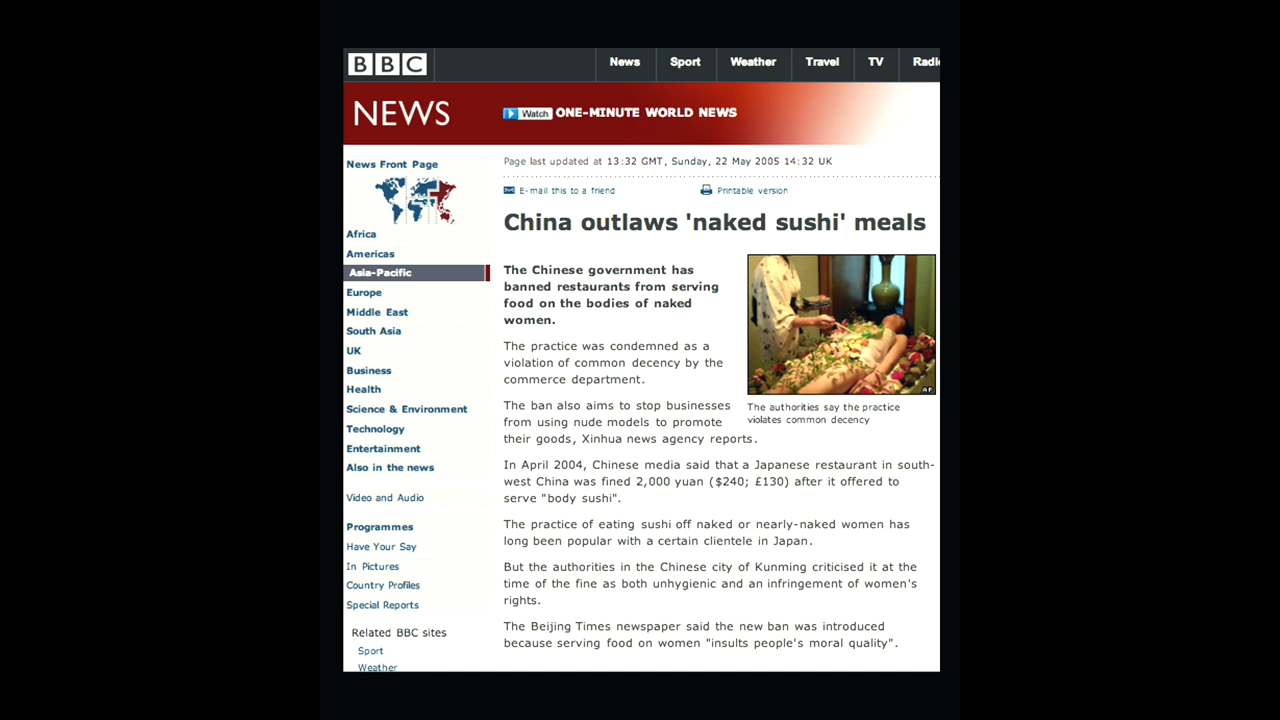 BBC
News
Sport
Weather
Travel
TV
NEWS
Watch ONE-MINUTE WORLD NEWS
News Front Page
Africa
Americas
Asia-Pacific
Europe
Middle East
South Asia
UK
Business
Health
Science & Environment
Technology
Entertainment
Also in the news
Video and Audio
Programmes
Have Your Say
In Pictures
Country Profiles
Special Reports
Related BBC sites
Sport
Weather
Page last updated at 13:32 GMT, Sunday, 22 May 2005 14:32 UK
E-mail this to a friend
Printable version
China outlaws 'naked sushi' meals
The Chinese government has
banned restaurants from serving
food on the bodies of naked
women.
AP
The authorities say the practice
violates common decency
The practice was condemned as a
violation of common decency by the
commerce department.
The ban also aims to stop businesses
from using nude models to promote
their goods, Xinhua news agency reports.
In April 2004, Chinese media said that a Japanese restaurant in south-
west China was fined 2,000 yuan ($240; £130) after it offered to
serve "body sushi".
The practice of eating sushi off naked or nearly-naked women has
long been popular with a certain clientele in Japan.
But the authorities in the Chinese city of Kunming criticised it at the
time of the fine as both unhygienic and an infringement of women's
rights.
The Beijing Times newspaper said the new ban was introduced
because serving food on women "insults people's moral quality".